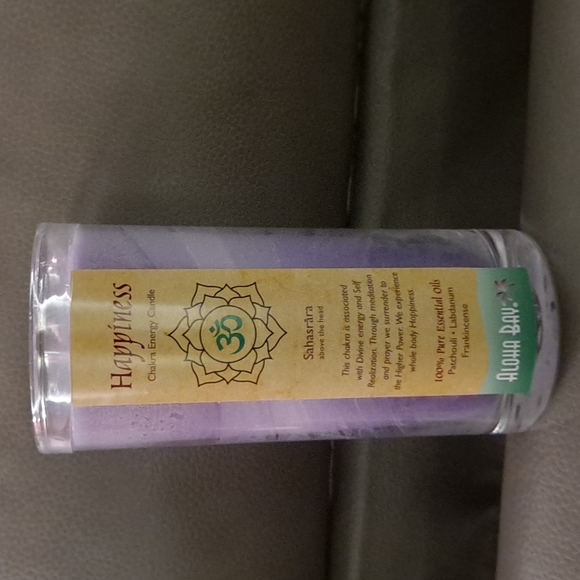 Happiness
Chakra Energy Candle
ॐ
Sahasrāra
above the head
This chakra is associated
with Divine energy and Self
Realization. Through meditation
and prayer we surrender to
the Higher Power. We experience
whole body Happiness.
100% Pure Essential Oils
Patchouli • Labdanum
Frankincense
ALOHA BAY